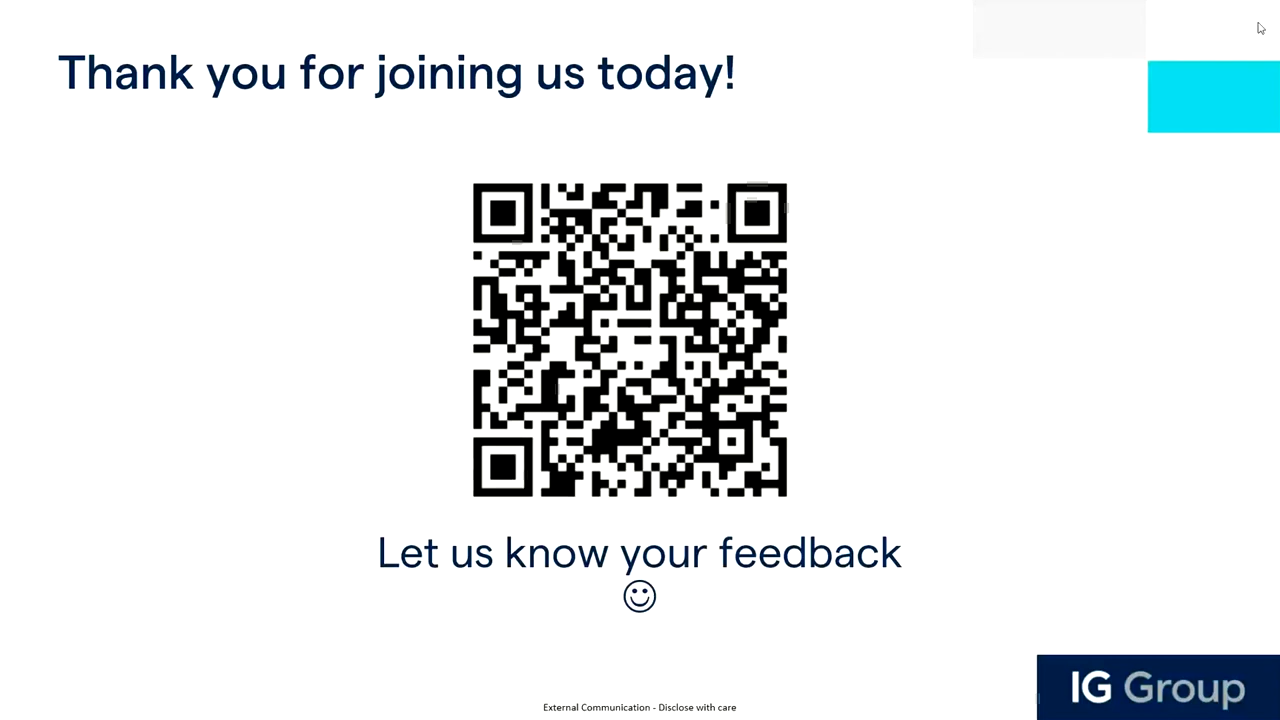 Thank you for joining us today!
Let us know your feedback
☺
IG Group
External Communication - Disclose with care